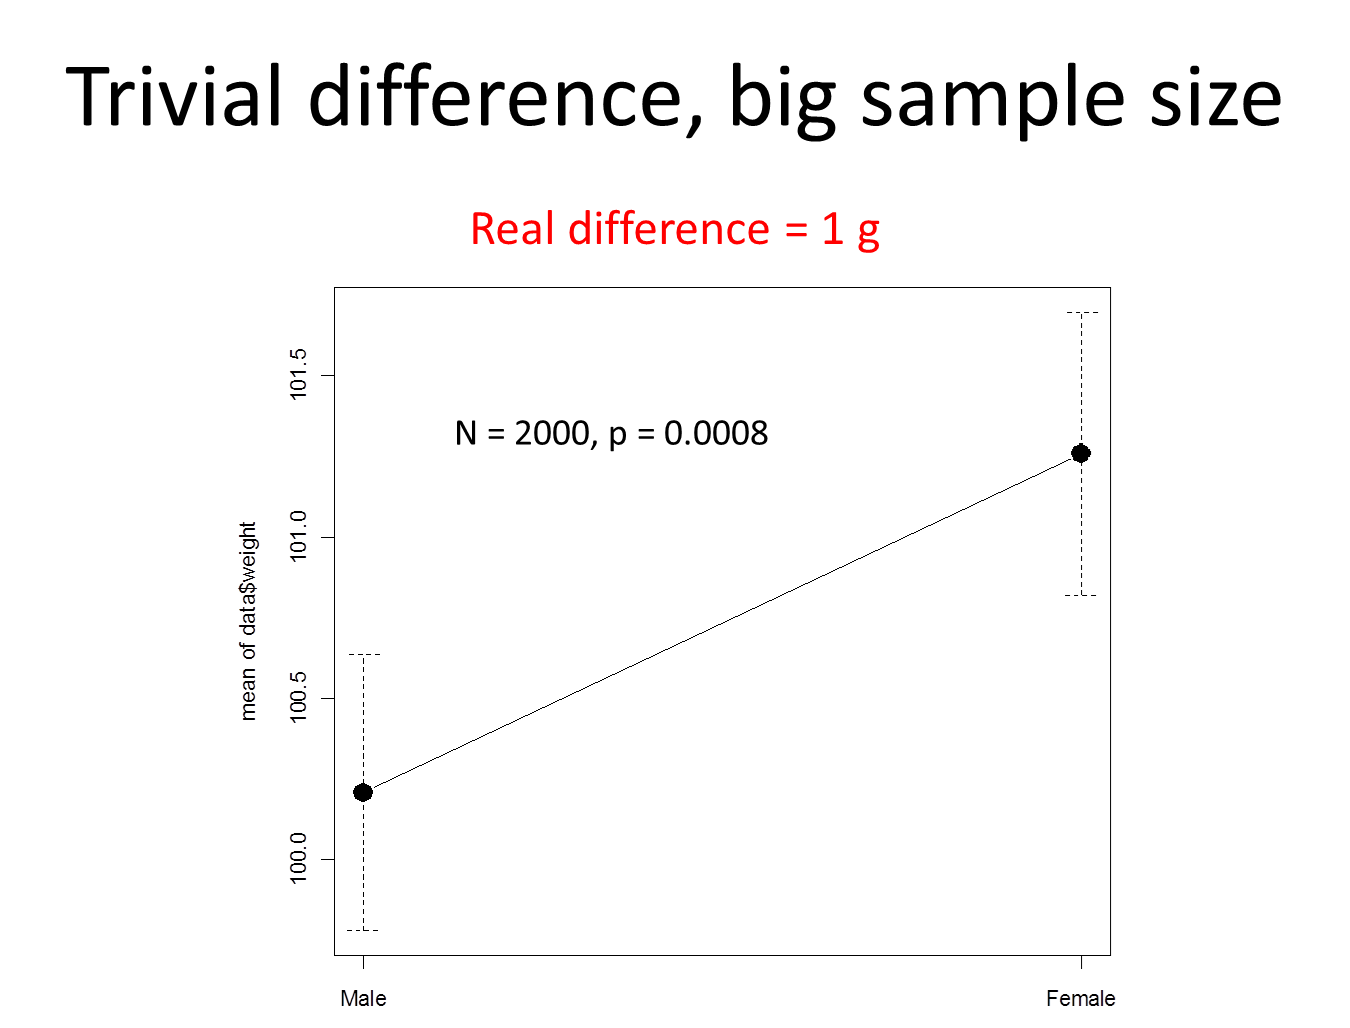 Trivial difference, big sample size
Real difference = 1 g
N = 2000, p = 0.0008
mean of data$weight
101.5
101.0
100.5
100.0
Male
Female